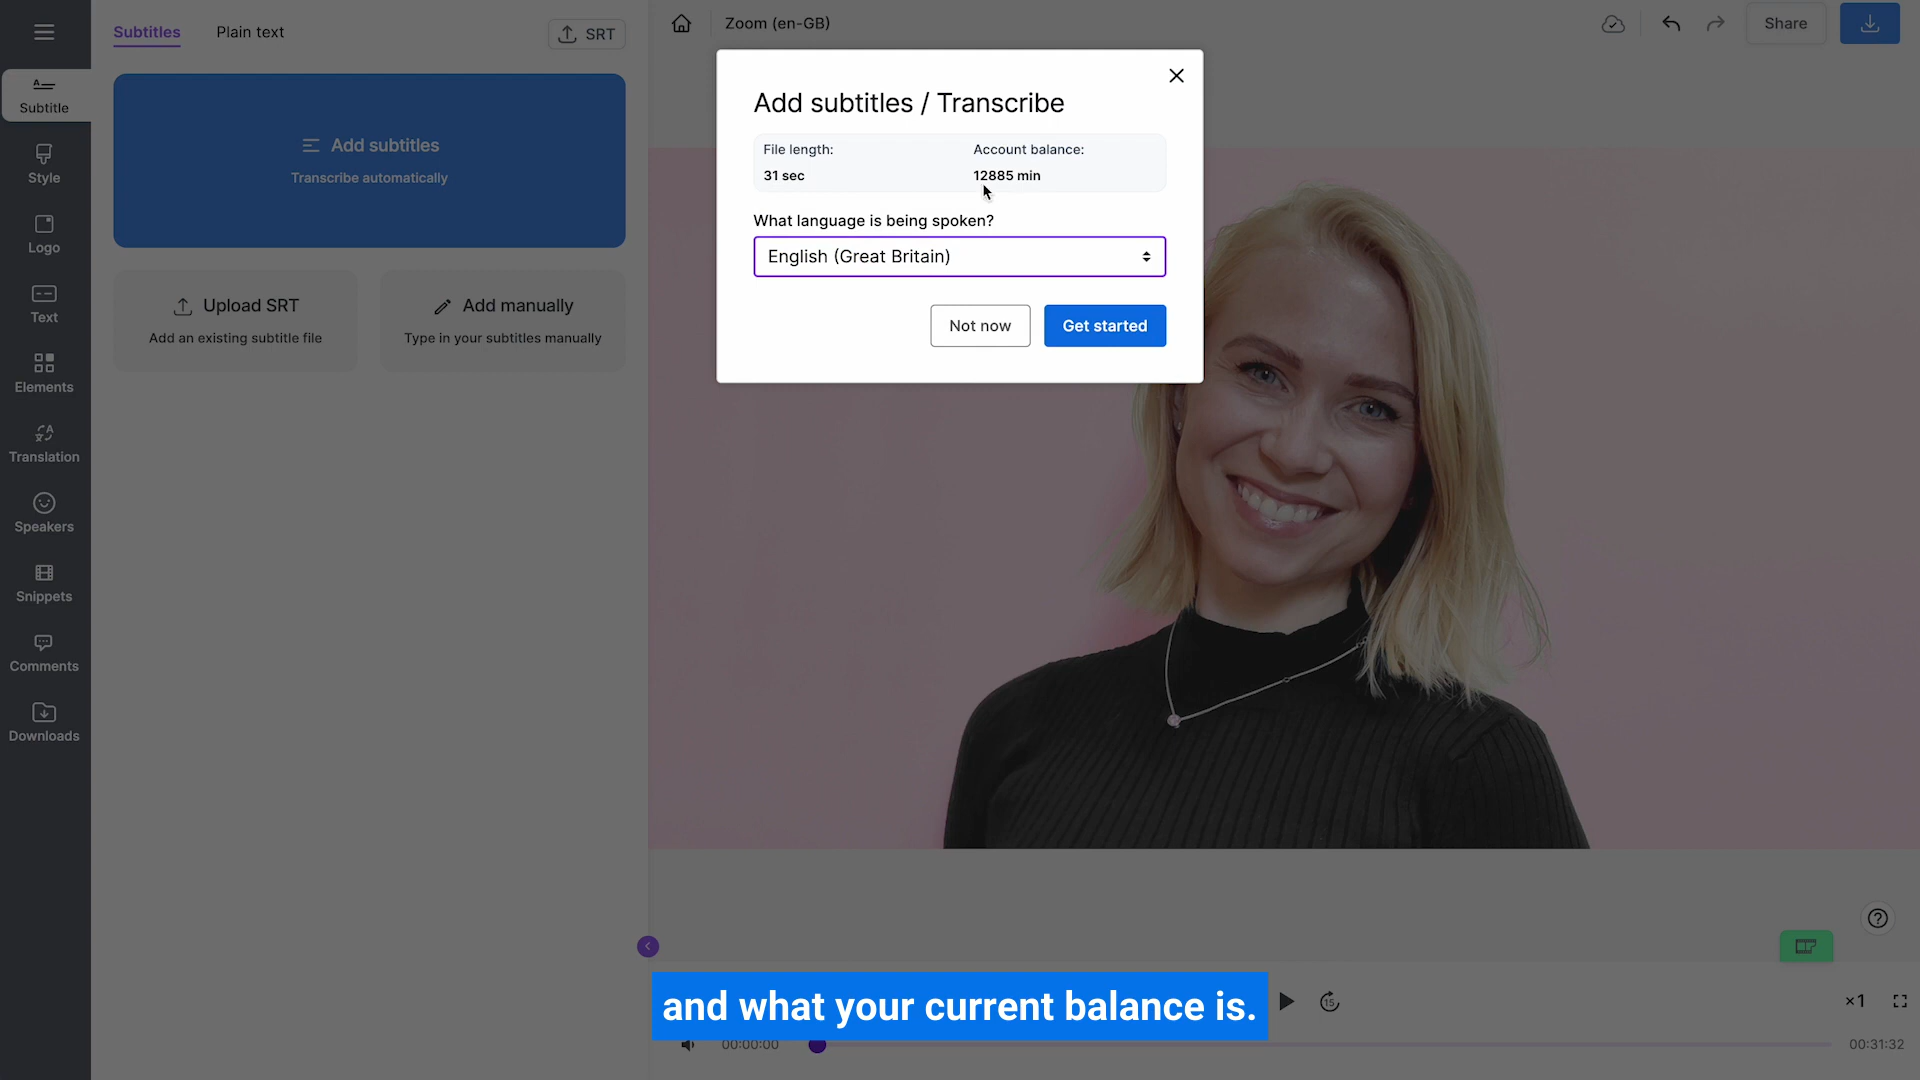 Subtitles
Plain text
SRT
Zoom (en-GB)
Share
Subtitle
Style
Logo
Text
Elements
Translation
Speakers
Snippets
Comments
Downloads
Add subtitles
Transcribe automatically
Upload SRT
Add an existing subtitle file
Add manually
Type in your subtitles manually
Add subtitles / Transcribe
File length:
Account balance:
31 sec
12885 min
What language is being spoken?
English (Great Britain)
Not now
Get started
and what your current balance is.
15
×1
00:00:00
00:31:32